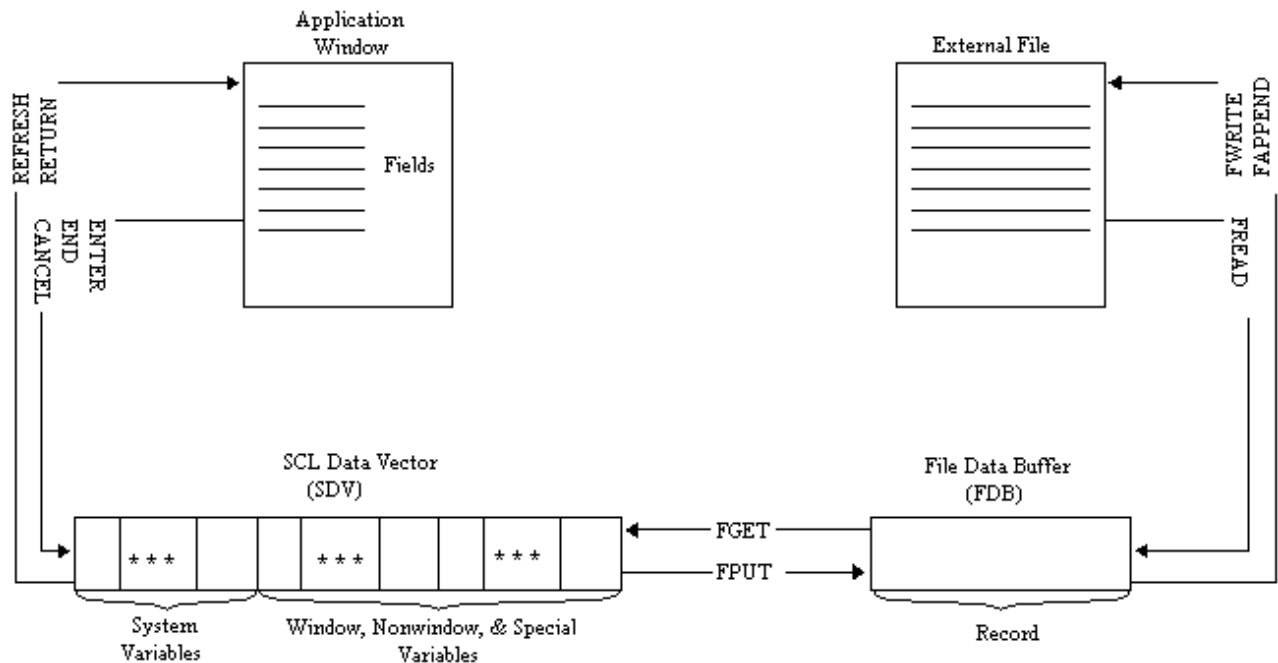 Application
Window
External File
REFRESH
RETURN
ENTER
END
CANCEL
Fields
FAPPEND
FWRITE
FREAD
SCL Data Vector
(SDV)
File Data Buffer
(FDB)
* * *
* * *
* * *
FGET
FPUT
System
Variables
Window, Nonwindow, & Special
Variables
Record